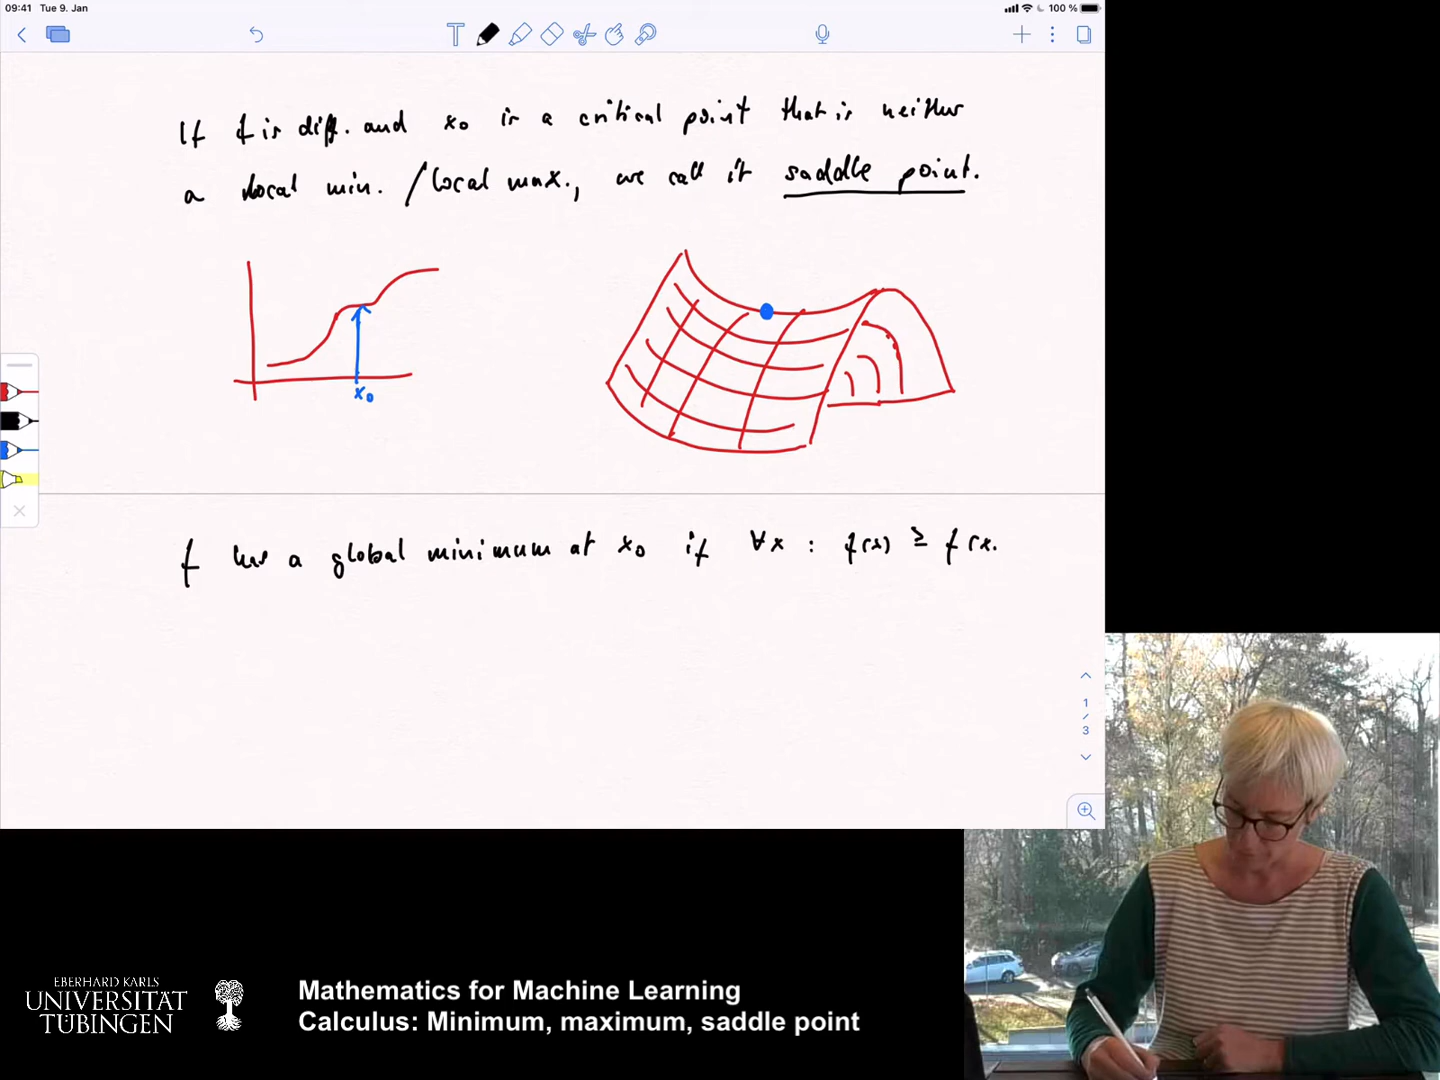 09:41 Tue 9. Jan
100 %
If f is diff. and x₀ is a critical point that is neither
a local min. / local max., we call it saddle point.
x₀
f has a global minimum at x₀ if ∀x : f(x) ≥ f(x.
1
/
3
EBERHARD KARLS
UNIVERSITÄT
TÜBINGEN
Mathematics for Machine Learning
Calculus: Minimum, maximum, saddle point